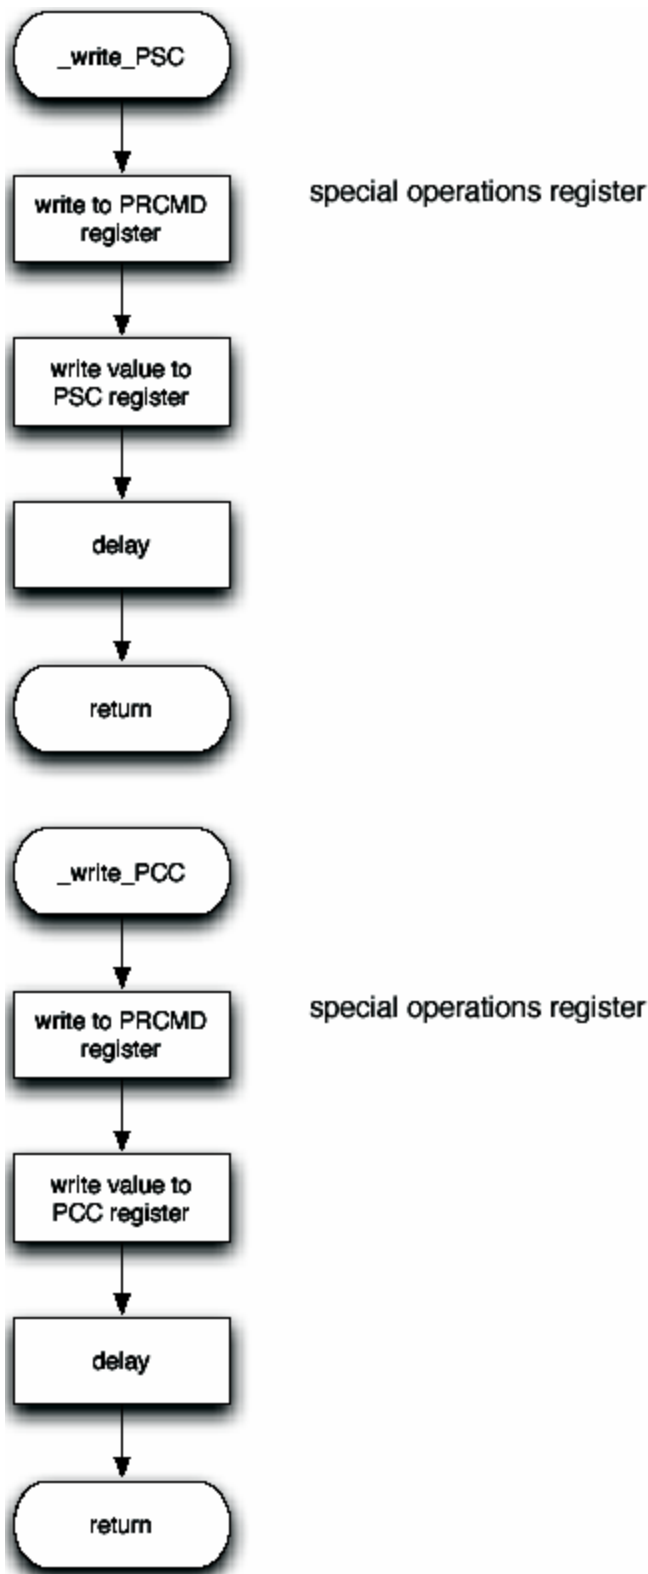 _write_PSC
write to PRCMD
register
special operations register
write value to
PSC register
delay
return
_write_PCC
write to PRCMD
register
special operations register
write value to
PCC register
delay
return